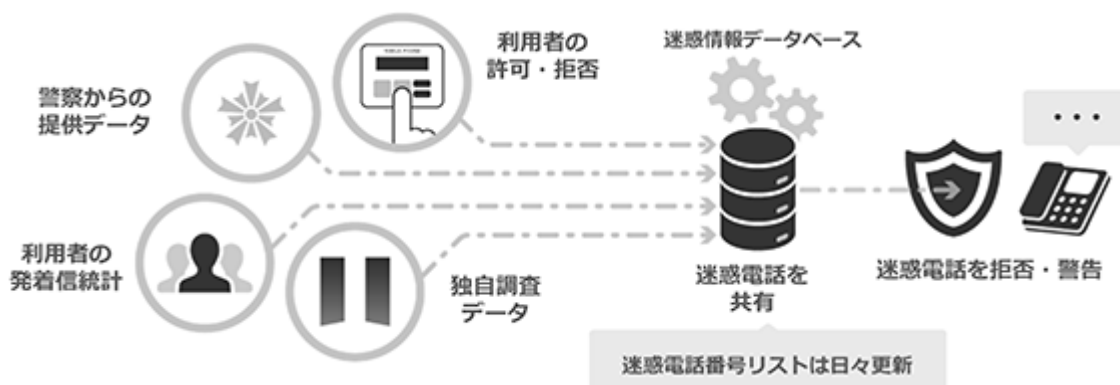 利用者の
許可・拒否
迷惑情報データベース
警察からの
提供データ
・・・
利用者の
発着信統計
独自調査
データ
迷惑電話を
共有
迷惑電話を拒否・警告
迷惑電話番号リストは日々更新